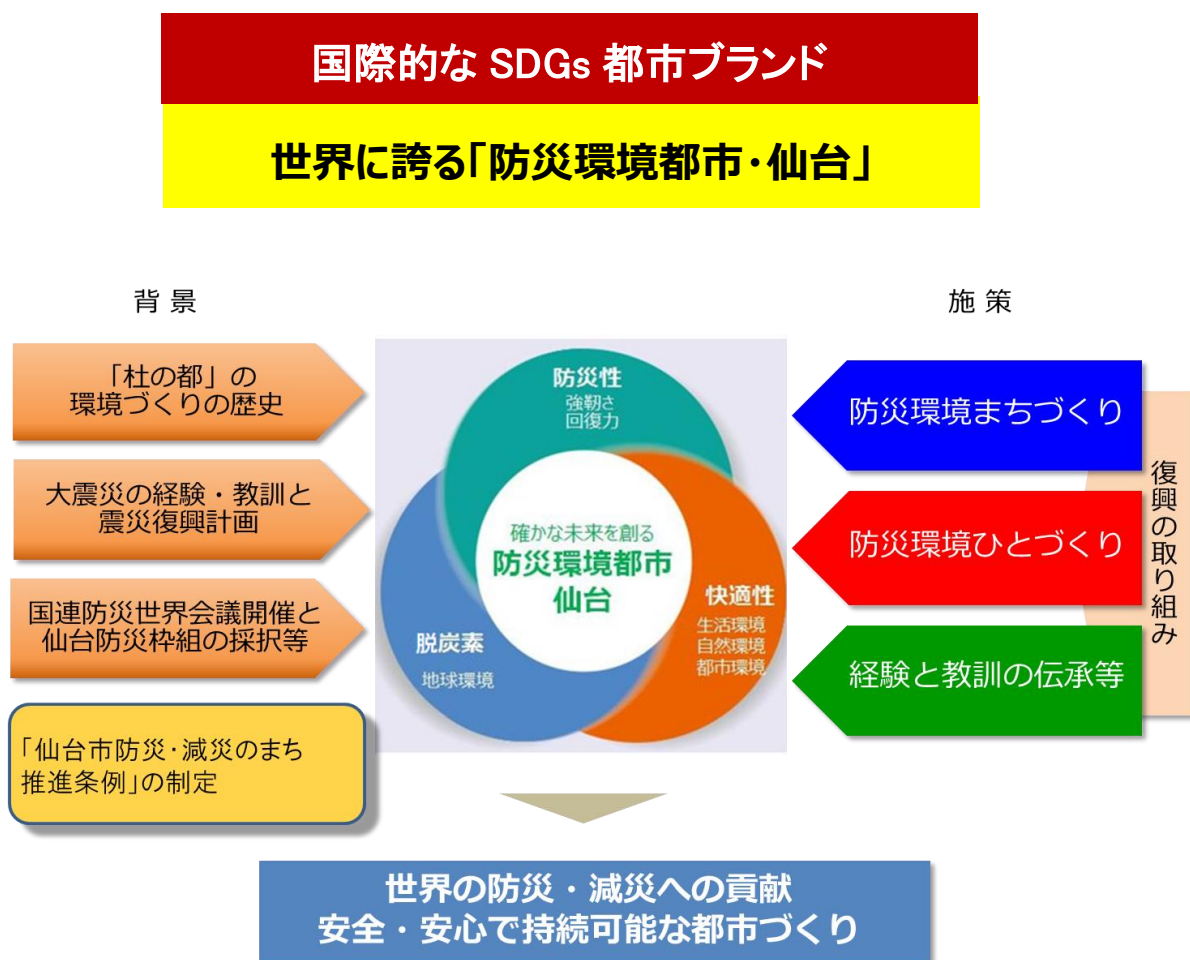 国際的な SDGs 都市ブランド
世界に誇る「防災環境都市・仙台」
背 景
「杜の都」の
環境づくりの歴史
大震災の経験・教訓と
震災復興計画
国連防災世界会議開催と
仙台防災枠組の採択等
「仙台市防災・減災のまち
推進条例」の制定
防災性
強靭さ
回復力
確かな未来を創る
防災環境都市
仙台
脱炭素
地球環境
快適性
生活環境
自然環境
都市環境
施 策
防災環境まちづくり
防災環境ひとづくり
経験と教訓の伝承等
復興の取り組み
世界の防災・減災への貢献
安全・安心で持続可能な都市づくり